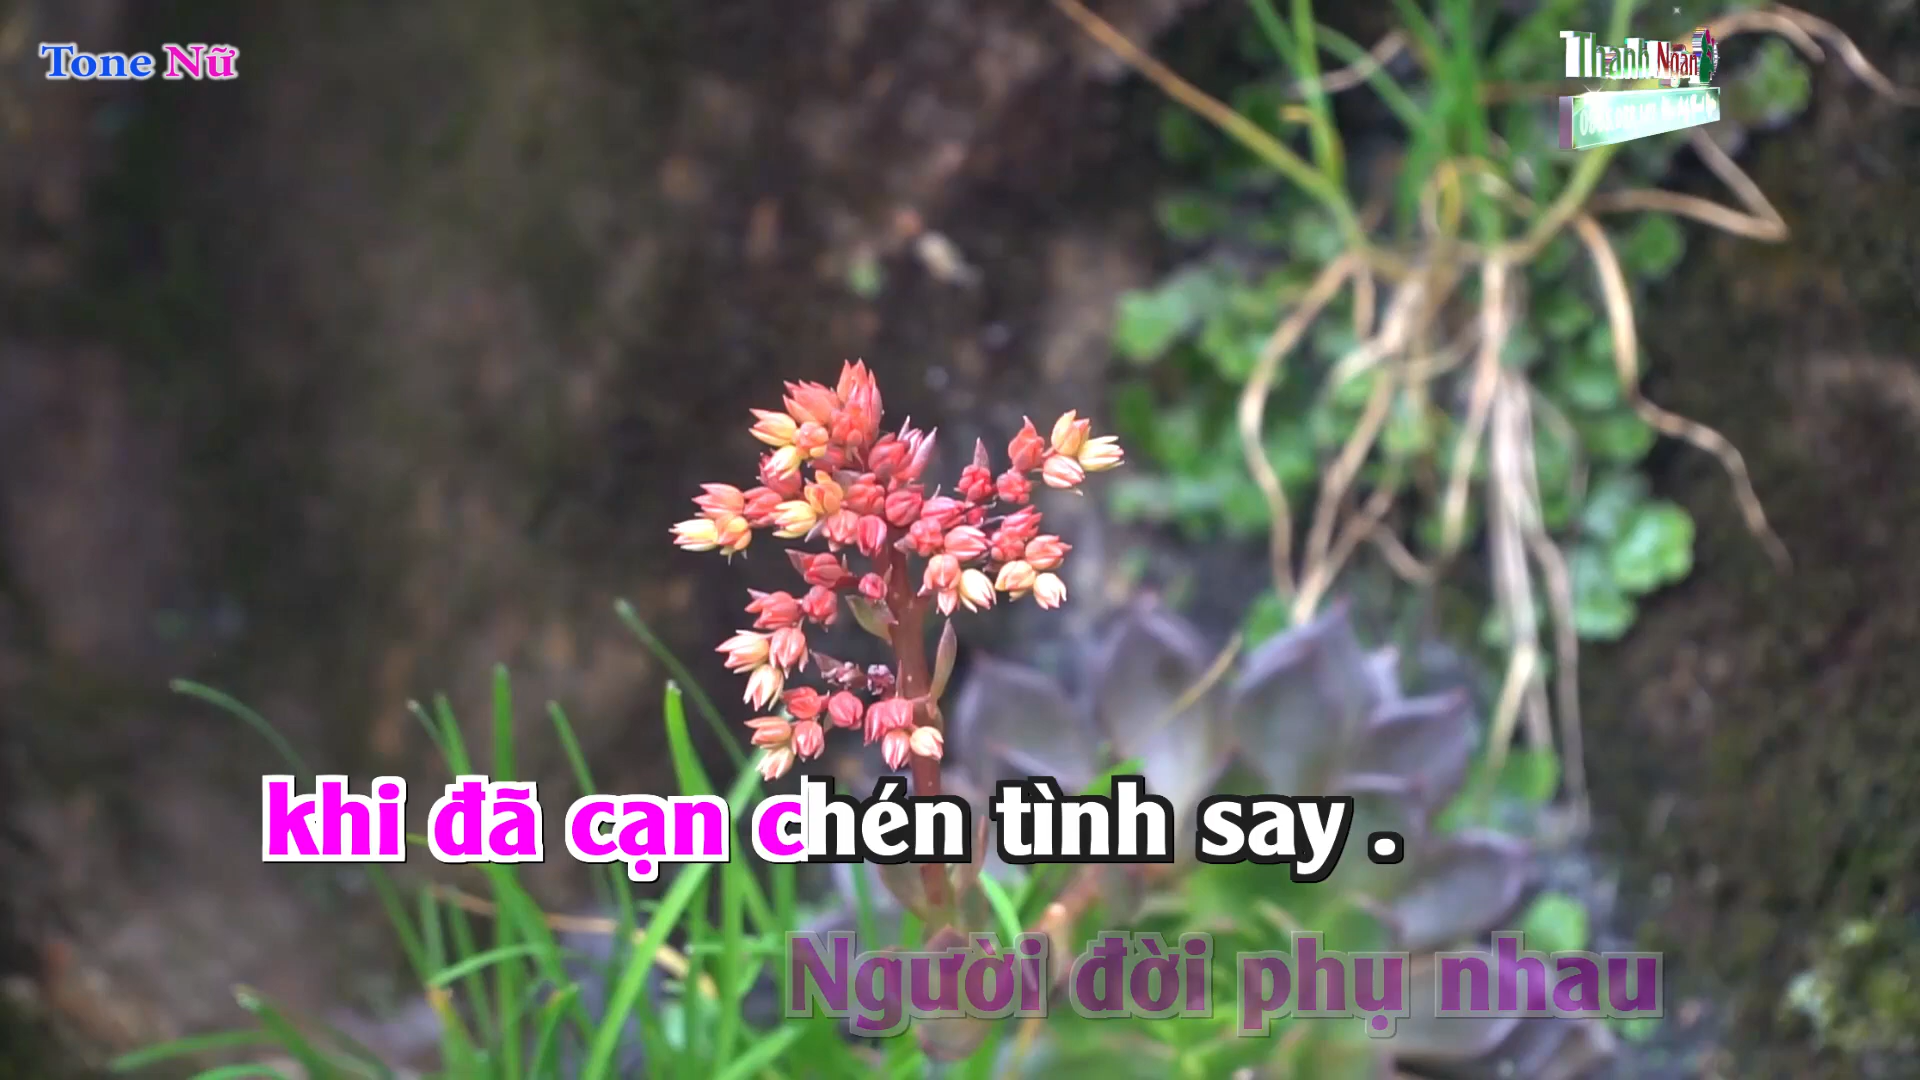 Tone Nữ
Thanh Ngân
khi đã cạn chén tình say .
Người đời phụ nhau